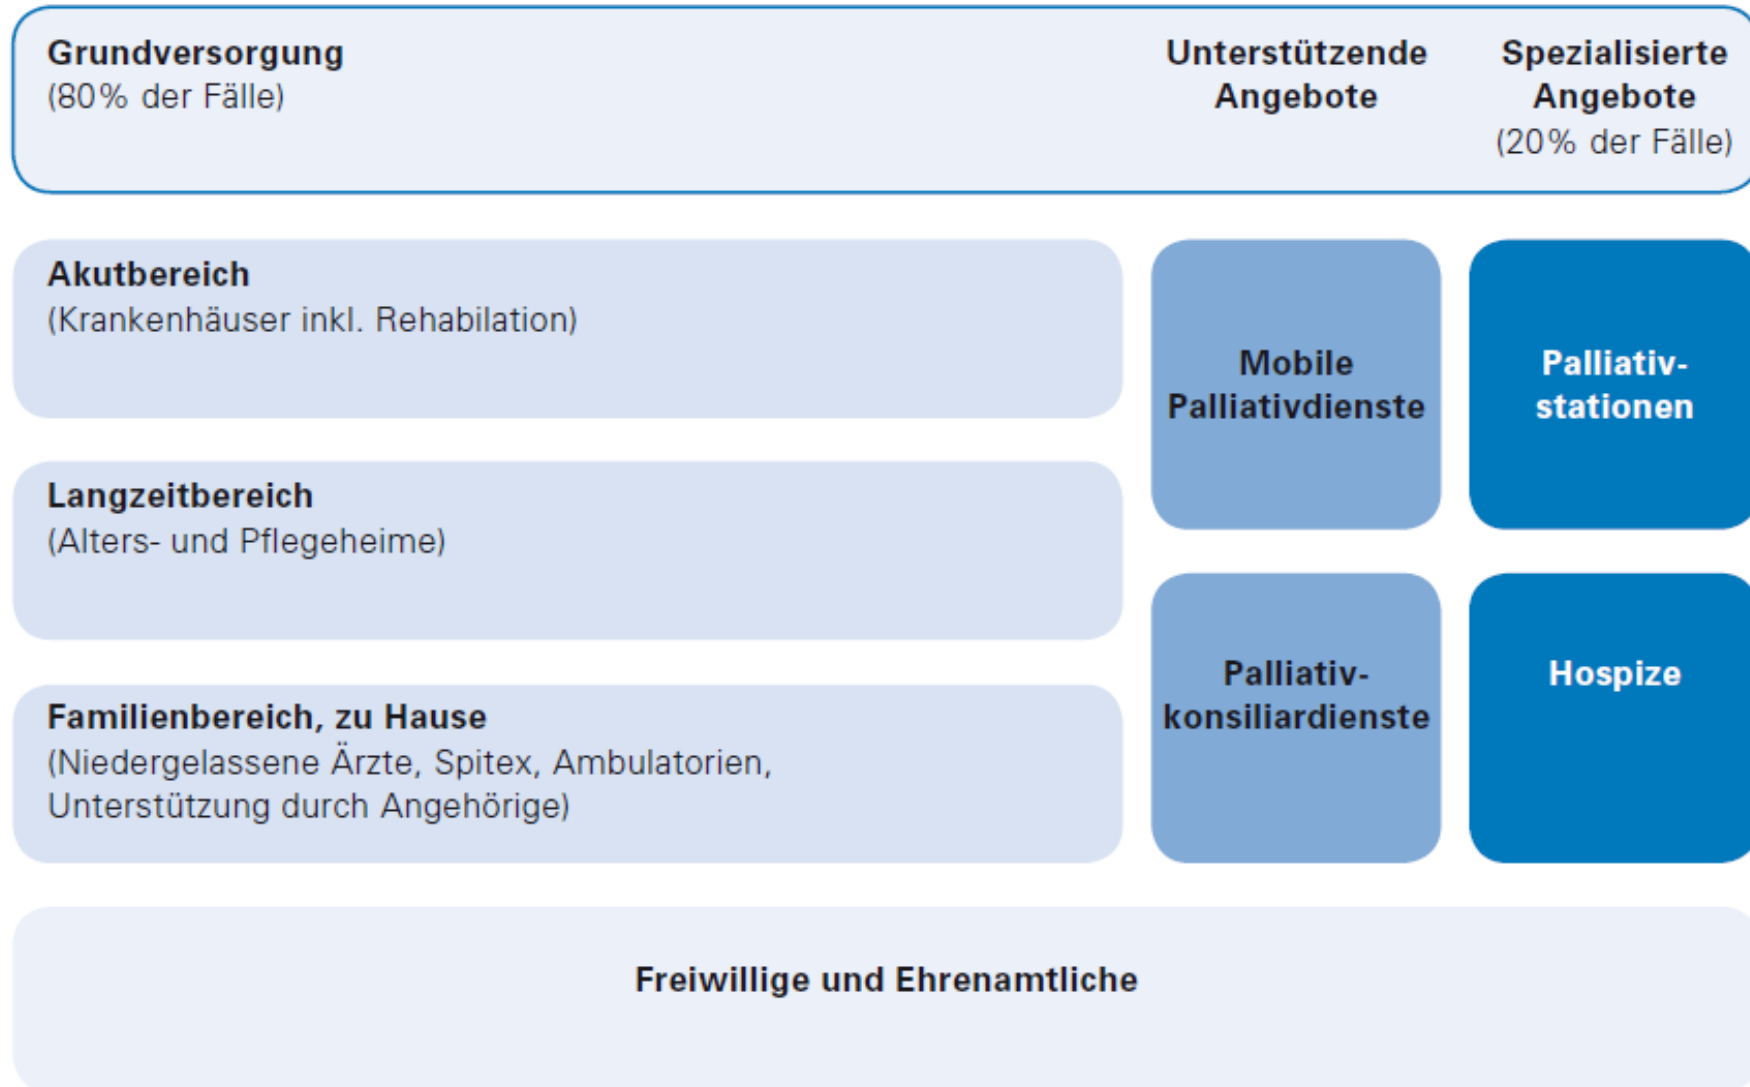 Grundversorgung
(80% der Fälle)
Unterstützende
Angebote
Spezialisierte
Angebote
(20% der Fälle)
Akutbereich
(Krankenhäuser inkl. Rehabilation)
Langzeitbereich
(Alters- und Pflegeheime)
Familienbereich, zu Hause
(Niedergelassene Ärzte, Spitex, Ambulatorien,
Unterstützung durch Angehörige)
Mobile
Palliativdienste
Palliativ-
konsiliardienste
Palliativ-
stationen
Hospize
Freiwillige und Ehrenamtliche